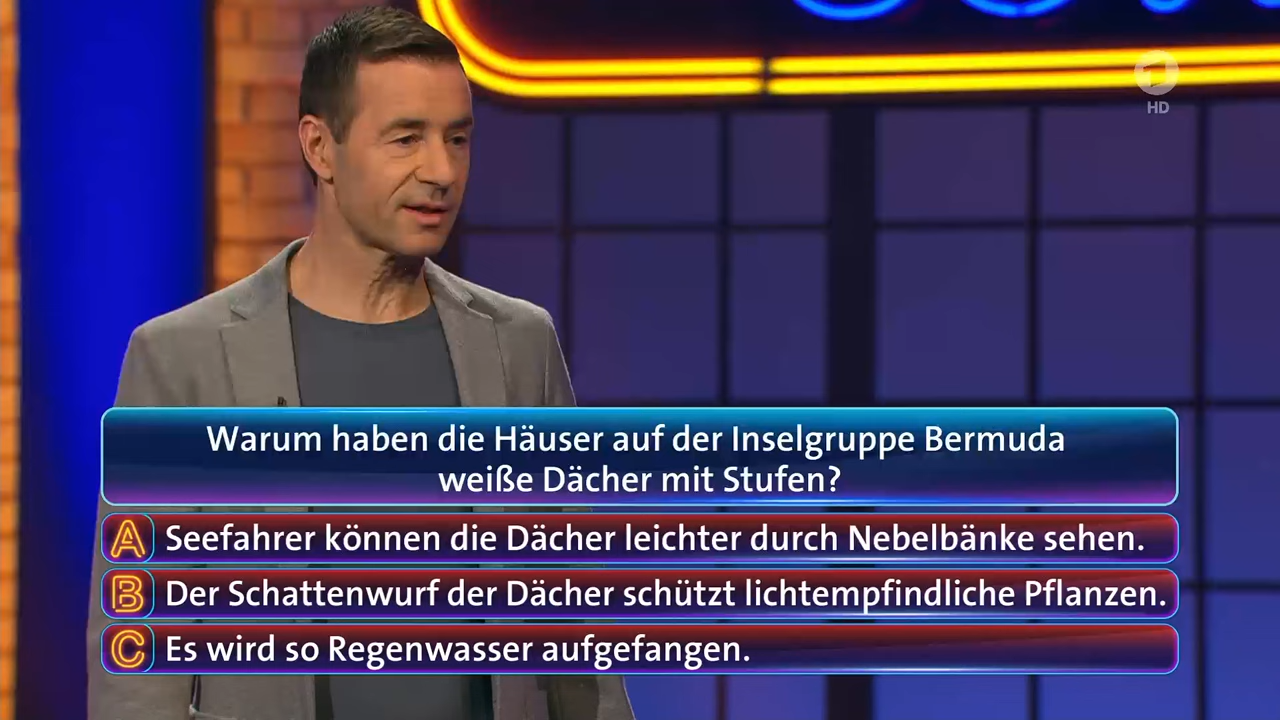 1
HD
Warum haben die Häuser auf der Inselgruppe Bermuda
weiße Dächer mit Stufen?
A Seefahrer können die Dächer leichter durch Nebelbänke sehen.
B Der Schattenwurf der Dächer schützt lichtempfindliche Pflanzen.
C Es wird so Regenwasser aufgefangen.